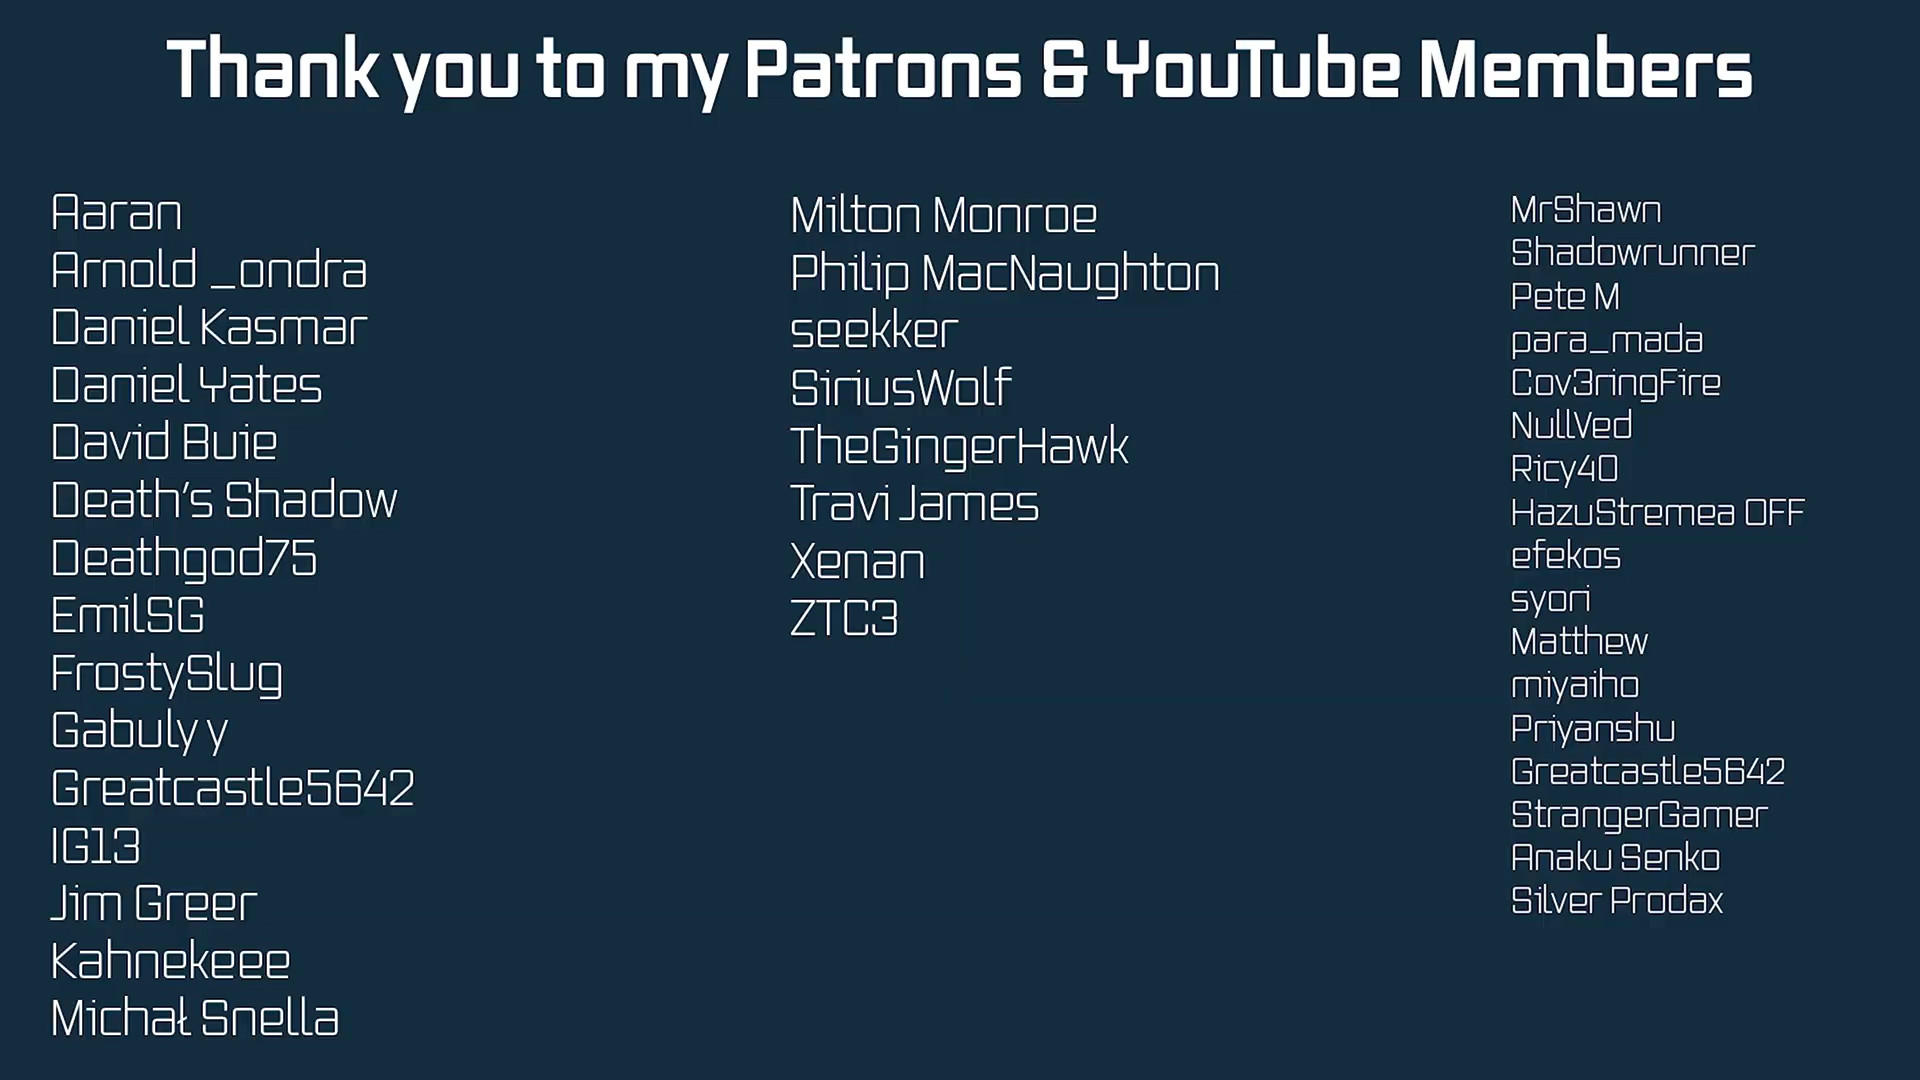 Thank you to my Patrons & YouTube Members
Aaran
Arnold _ondra
Daniel Kasmar
Daniel Yates
David Buie
Death's Shadow
Deathgod75
EmilSG
FrostySlug
Gabuly y
Greatcastle5642
IG13
Jim Greer
Kahnekeee
Michał Snella
Milton Monroe
Philip MacNaughton
seekker
SiriusWolf
TheGingerHawk
Travi James
Xenan
ZTC3
MrShawn
Shadowrunner
Pete M
para_mada
Cov3ringFire
NullVed
Ricy40
HazuStremea OFF
efekos
syori
Matthew
miyaiho
Priyanshu
Greatcastle5642
StrangerGamer
Anaku Senko
Silver Prodax